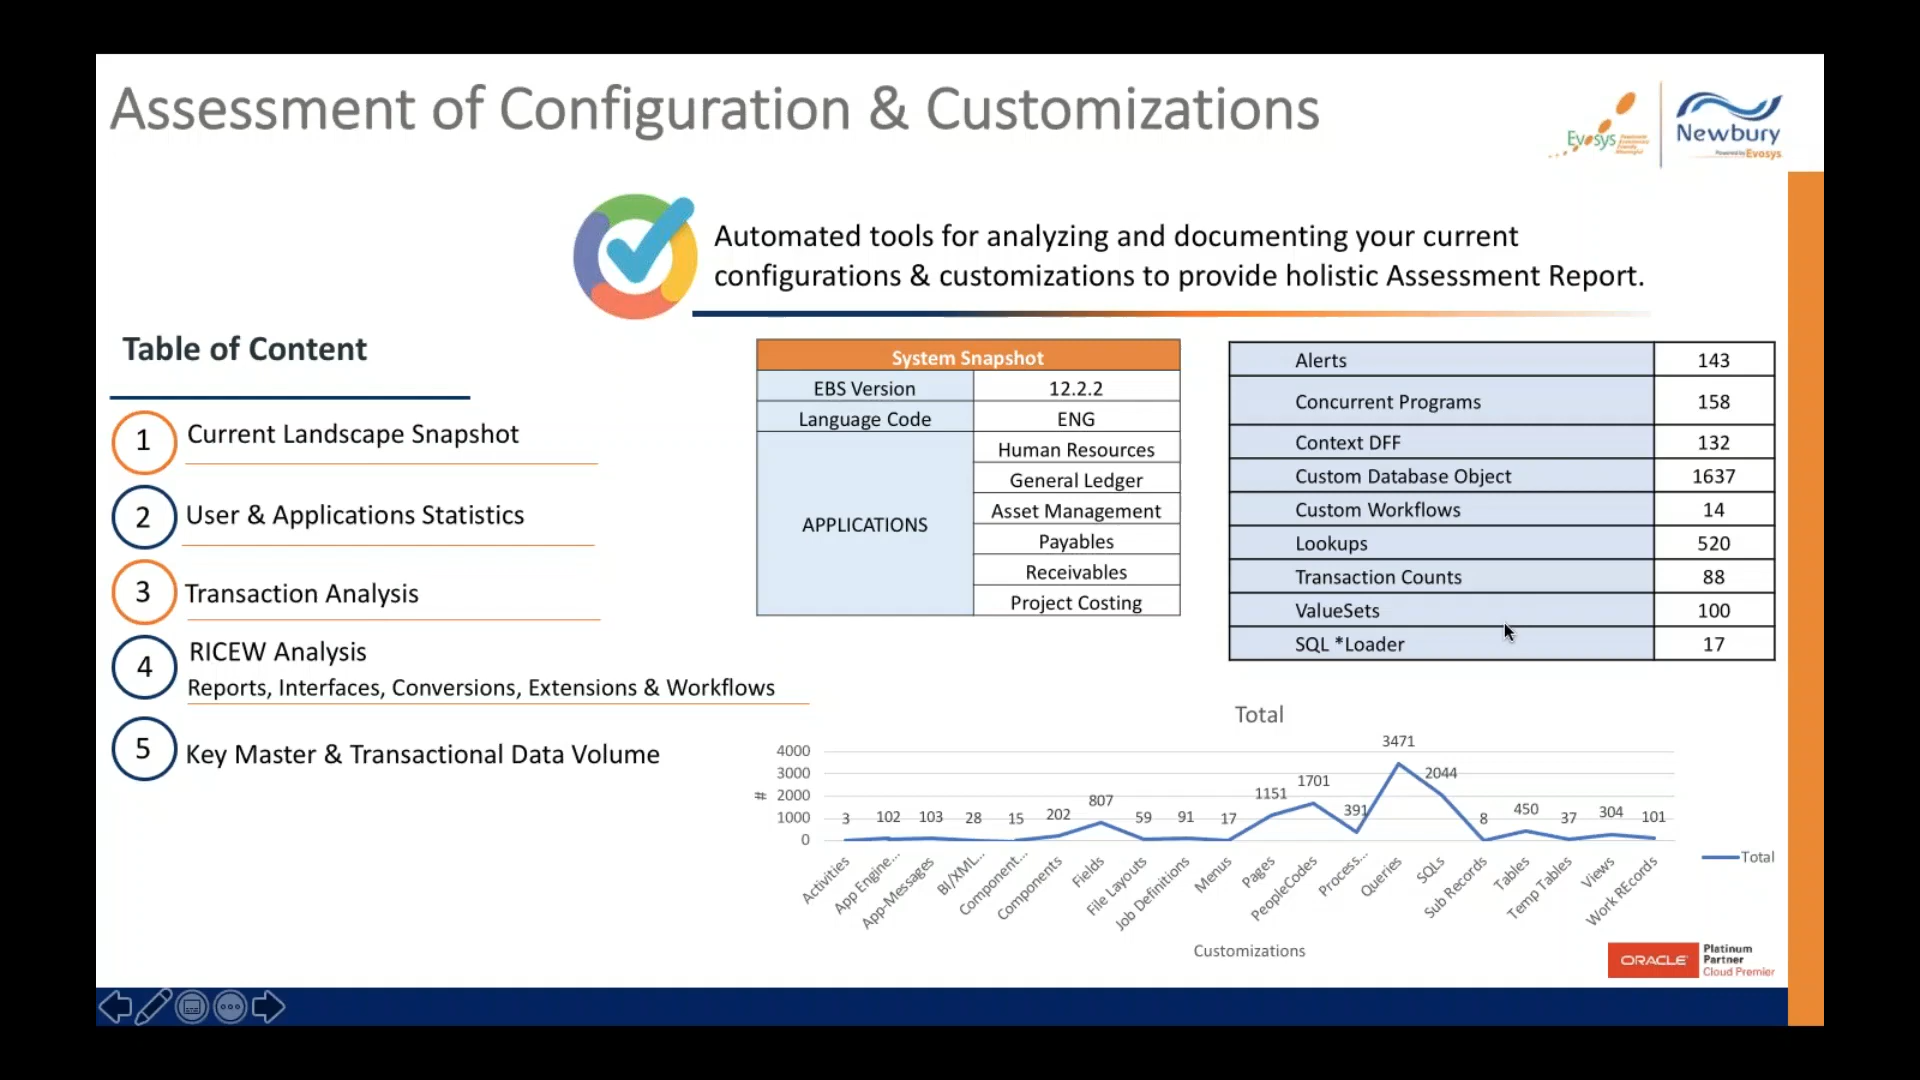 Assessment of Configuration & Customizations
Evosys
Newbury
Powered by Evosys
Automated tools for analyzing and documenting your current
configurations & customizations to provide holistic Assessment Report.
Table of Content
1 Current Landscape Snapshot
2 User & Applications Statistics
3 Transaction Analysis
4 RICEW Analysis
Reports, Interfaces, Conversions, Extensions & Workflows
5 Key Master & Transactional Data Volume
System Snapshot
EBS Version 12.2.2
Language Code ENG
APPLICATIONS
Human Resources
General Ledger
Asset Management
Payables
Receivables
Project Costing
Alerts 143
Concurrent Programs 158
Context DFF 132
Custom Database Object 1637
Custom Workflows 14
Lookups 520
Transaction Counts 88
ValueSets 100
SQL *Loader 17
Total
4000
3000
2000
1000
0
#
3 102 103 28 15 202 807 59 91 17 1151 1701 391 3471 2044 8 450 37 304 101
Activities
App Engine...
App-Messages
BI/XML...
Component...
Components
Fields
File Layouts
Job Definitions
Menus
Pages
PeopleCodes
Process...
Queries
SQLs
Sub Records
Tables
Temp Tables
Views
Work REcords
Total
Customizations
ORACLE
Platinum
Partner
Cloud Premier